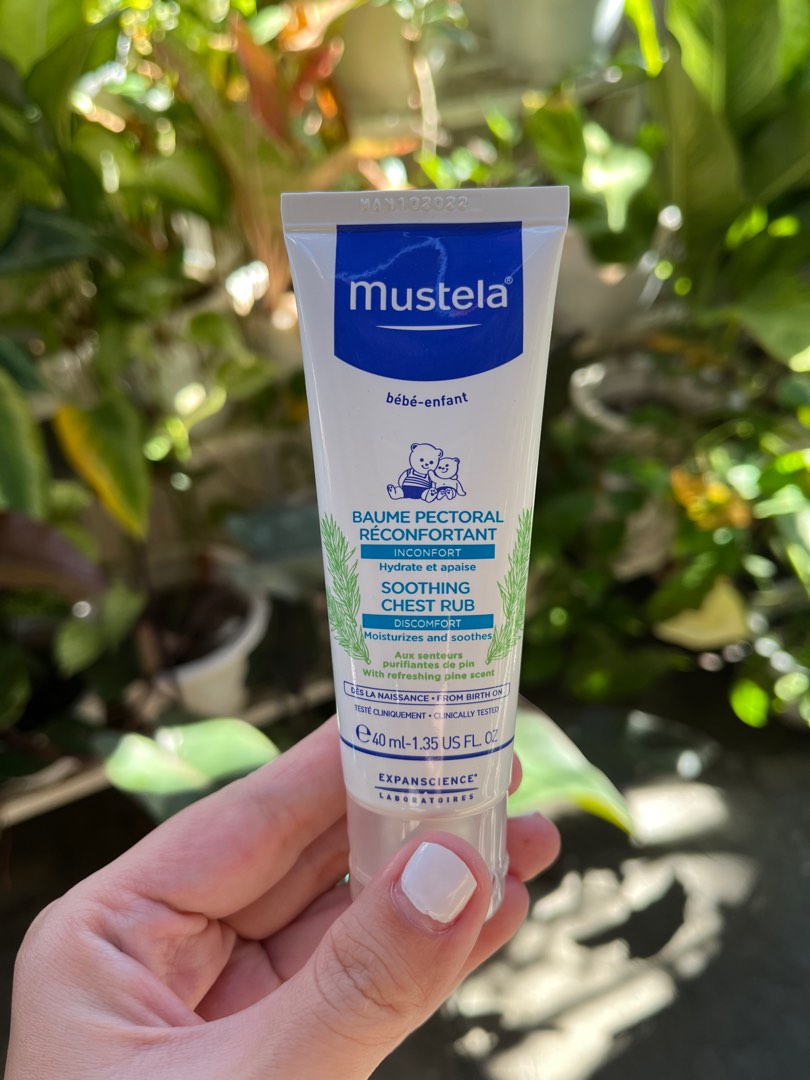 MAN102022
Mustela®
bébé-enfant
BAUME PECTORAL
RÉCONFORTANT
INCONFORT
Hydrate et apaise
SOOTHING
CHEST RUB
DISCOMFORT
Moisturizes and soothes
Aux senteurs
purifiantes de pin
With refreshing pine scent
DÈS LA NAISSANCE • FROM BIRTH ON
TESTÉ CLINIQUEMENT • CLINICALLY TESTED
℮ 40 ml-1.35 US FL. OZ
EXPANSCIENCE®
LABORATOIRES